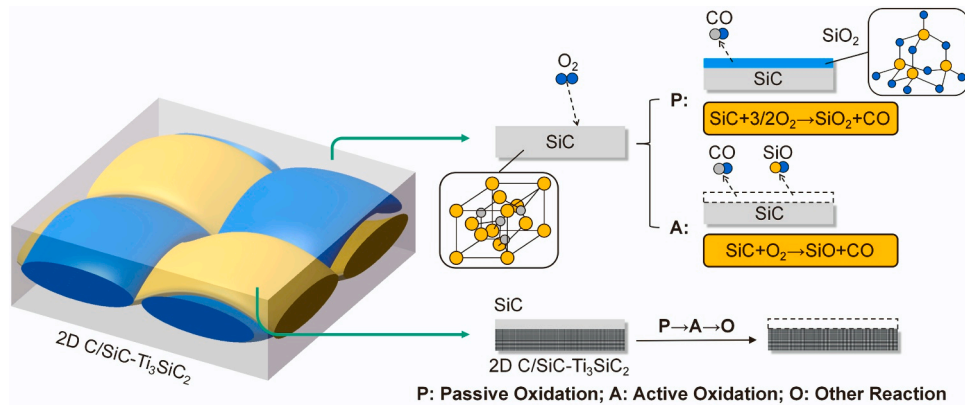 CO
SiO₂
O₂
SiC
P:
SiC+3/2O₂→SiO₂+CO
SiC
CO
SiO
SiC
A:
SiC+O₂→SiO+CO
2D C/SiC-Ti₃SiC₂
SiC
P→A→O
2D C/SiC-Ti₃SiC₂
P: Passive Oxidation; A: Active Oxidation; O: Other Reaction